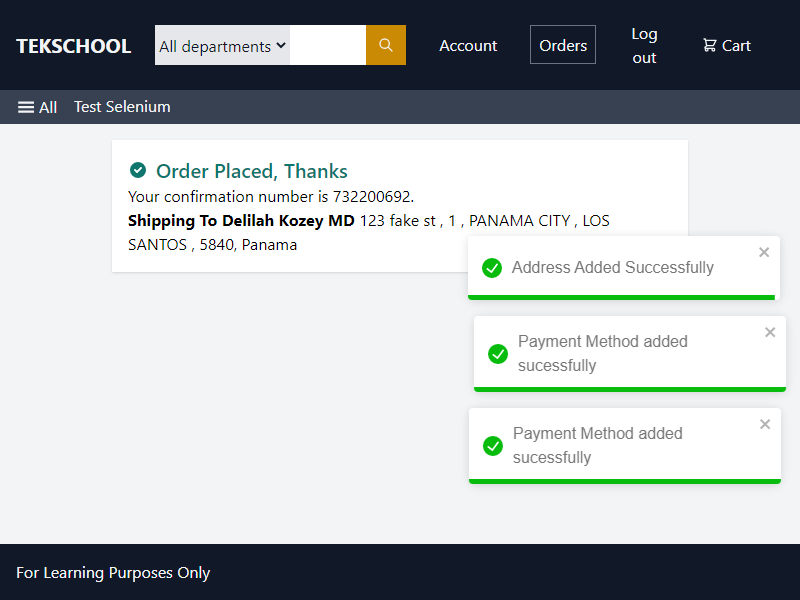 TEKSCHOOL
All departments
Account
Orders
Log
out
Cart
All
Test Selenium
Order Placed, Thanks
Your confirmation number is 732200692.
Shipping To Delilah Kozey MD 123 fake st , 1 , PANAMA CITY , LOS
SANTOS , 5840, Panama
Address Added Successfully
Payment Method added
sucessfully
Payment Method added
sucessfully
For Learning Purposes Only